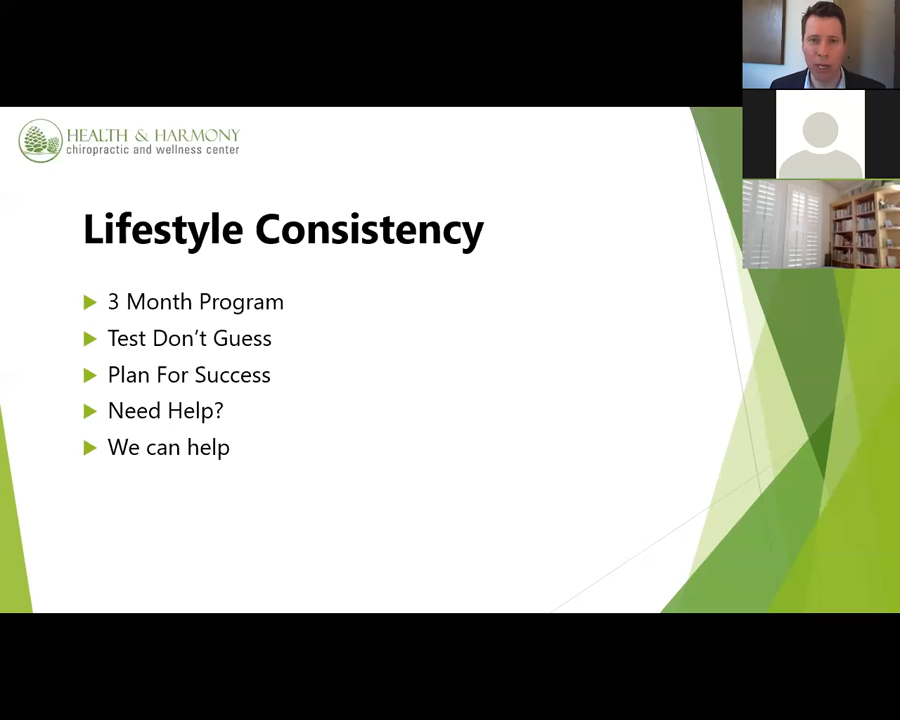 HEALTH & HARMONY
chiropractic and wellness center
Lifestyle Consistency
3 Month Program
Test Don't Guess
Plan For Success
Need Help?
We can help